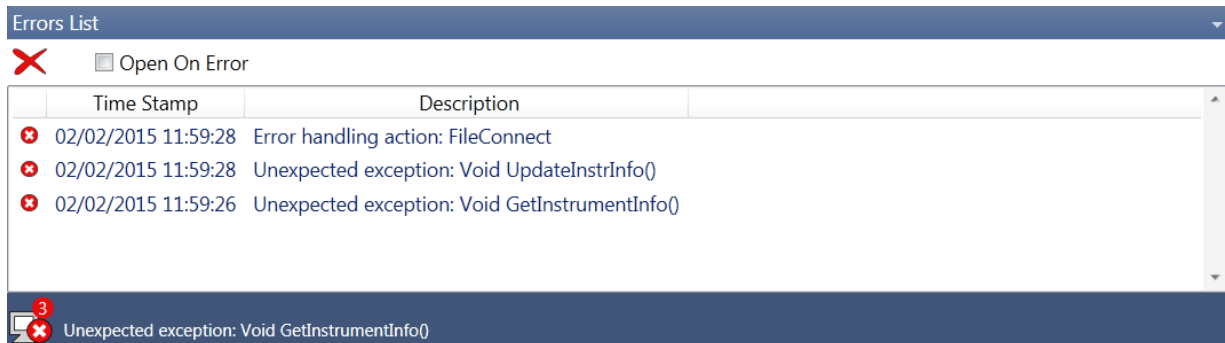 Errors List
Open On Error
Time Stamp Description
02/02/2015 11:59:28 Error handling action: FileConnect
02/02/2015 11:59:28 Unexpected exception: Void UpdateInstrInfo()
02/02/2015 11:59:26 Unexpected exception: Void GetInstrumentInfo()
3
Unexpected exception: Void GetInstrumentInfo()